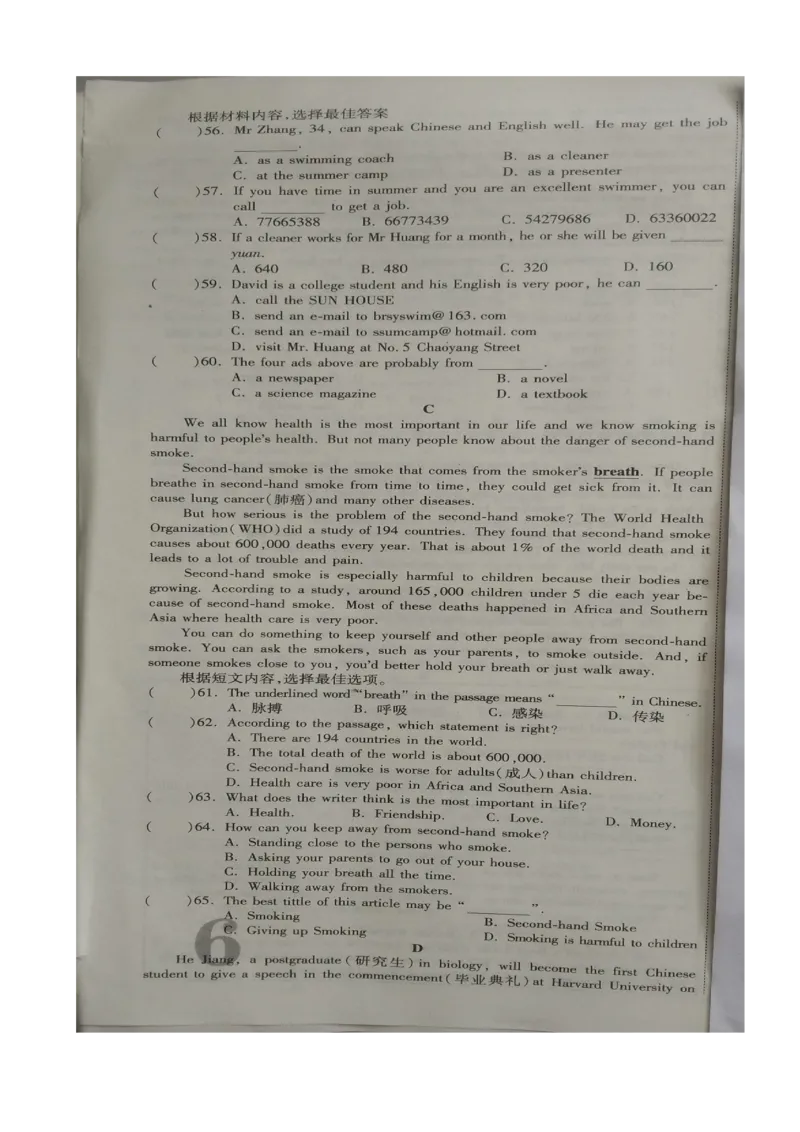 根据材料内容,选择最佳答案
(    )56. Mr Zhang, 34, can speak Chinese and English well. He may get the job
________.
A. as a swimming coach    B. as a cleaner
C. at the summer camp    D. as a presenter
(    )57. If you have time in summer and you are an excellent swimmer, you can
call ________ to get a job.
A. 77665388    B. 66773439    C. 54279686    D. 63360022
(    )58. If a cleaner works for Mr Huang for a month, he or she will be given ________
yuan.
A. 640    B. 480    C. 320    D. 160
(    )59. David is a college student and his English is very poor, he can ________.
A. call the SUN HOUSE
B. send an e-mail to brsyswim@163.com
C. send an e-mail to ssumcamp@hotmail.com
D. visit Mr. Huang at No.5 Chaoyang Street
(    )60. The four ads above are probably from ________.
A. a newspaper    B. a novel
C. a science magazine    D. a textbook
C
We all know health is the most important in our life and we know smoking is
harmful to people's health. But not many people know about the danger of second-hand
smoke.
Second-hand smoke is the smoke that comes from the smoker's breath. If people
breathe in second-hand smoke from time to time, they could get sick from it. It can
cause lung cancer(肺癌)and many other diseases.
But how serious is the problem of the second-hand smoke? The World Health
Organization(WHO)did a study of 194 countries. They found that second-hand smoke
causes about 600,000 deaths every year. That is about 1% of the world death and it
leads to a lot of trouble and pain.
Second-hand smoke is especially harmful to children because their bodies are
growing. According to a study, around 165,000 children under 5 die each year be-
cause of second-hand smoke. Most of these deaths happened in Africa and Southern
Asia where health care is very poor.
You can do something to keep yourself and other people away from second-hand
smoke. You can ask the smokers, such as your parents, to smoke outside. And, if
someone smokes close to you, you'd better hold your breath or just walk away.
根据短文内容,选择最佳选项。
(    )61. The underlined word "breath" in the passage means "________" in Chinese.
A. 脉搏    B. 呼吸    C. 感染    D. 传染
(    )62. According to the passage, which statement is right?
A. There are 194 countries in the world.
B. The total death of the world is about 600,000.
C. Second-hand smoke is worse for adults(成人)than children.
D. Health care is very poor in Africa and Southern Asia.
(    )63. What does the writer think is the most important in life?
A. Health.    B. Friendship.    C. Love.    D. Money.
(    )64. How can you keep away from second-hand smoke?
A. Standing close to the persons who smoke.
B. Asking your parents to go out of your house.
C. Holding your breath all the time.
D. Walking away from the smokers.
(    )65. The best tittle of this article may be "________".
A. Smoking    B. Second-hand Smoke
C. Giving up Smoking    D. Smoking is harmful to children
6
D
He Jiang, a postgraduate(研究生)in biology, will become the first Chinese
student to give a speech in the commencement(毕业典礼)at Harvard University on